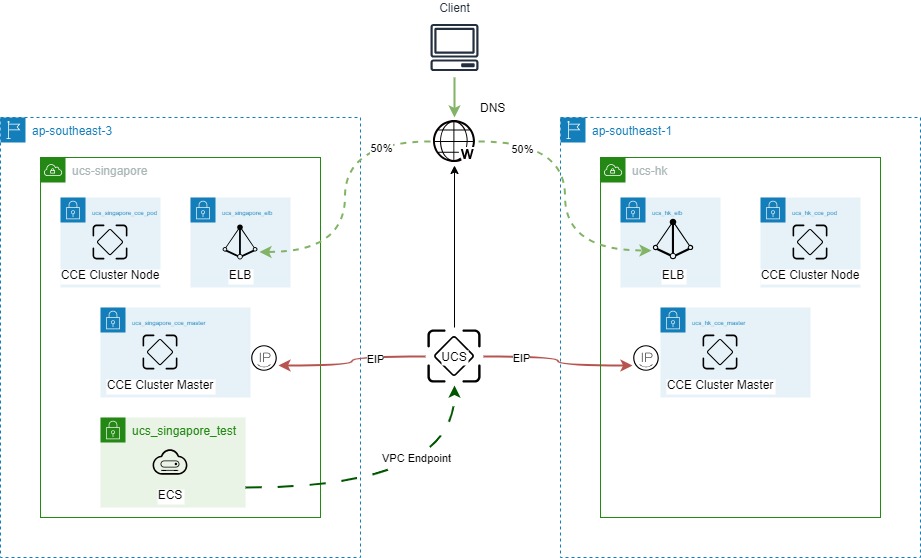 Client
DNS
W
ap-southeast-3
ap-southeast-1
50%
50%
ucs-singapore
ucs-hk
ucs_singapore_cce_pod
ucs_singapore_elb
ucs_hk_elb
ucs_hk_cce_pod
CCE Cluster Node
ELB
ELB
CCE Cluster Node
ucs_singapore_cce_master
ucs_hk_cce_master
IP
EIP
UCS
EIP
IP
CCE Cluster Master
CCE Cluster Master
ucs_singapore_test
VPC Endpoint
ECS